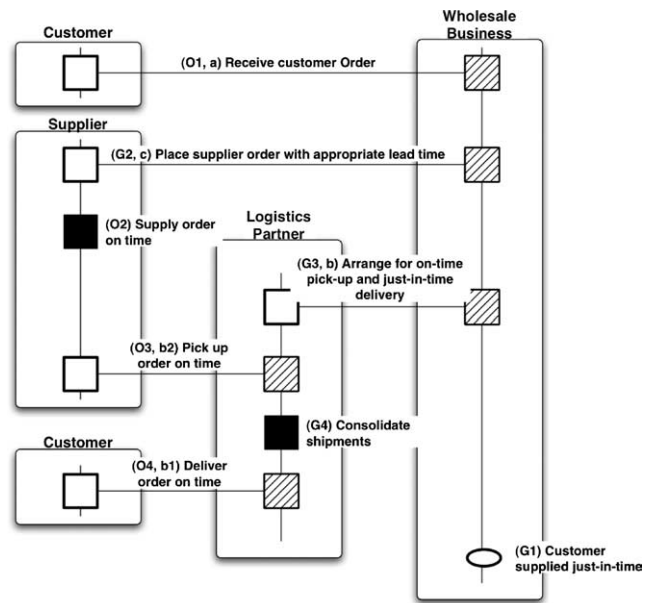 Customer
Wholesale
Business
(O1, a) Receive customer Order
Supplier
(G2, c) Place supplier order with appropriate lead time
(O2) Supply order
on time
Logistics
Partner
(G3, b) Arrange for on-time
pick-up and just-in-time
delivery
(O3, b2) Pick up
order on time
(G4) Consolidate
shipments
Customer
(O4, b1) Deliver
order on time
(G1) Customer
supplied just-in-time